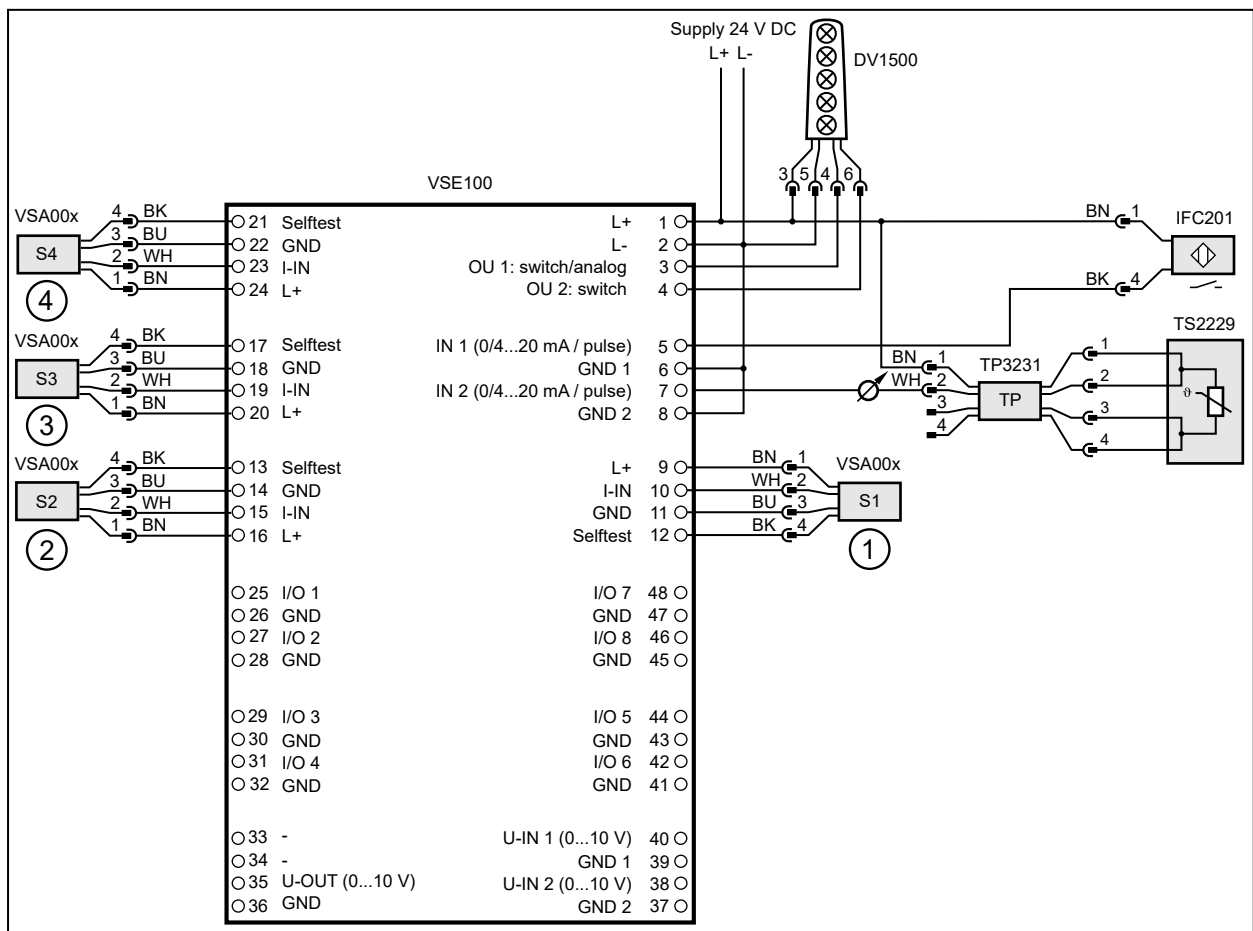 Supply 24 V DC
L+ L-
DV1500
3 5 4 6
VSE100
VSA00x
S4
4 BK
3 BU
2 WH
1 BN
④
21 Selftest
22 GND
23 I-IN
24 L+
VSA00x
S3
4 BK
3 BU
2 WH
1 BN
③
17 Selftest
18 GND
19 I-IN
20 L+
VSA00x
S2
4 BK
3 BU
2 WH
1 BN
②
13 Selftest
14 GND
15 I-IN
16 L+
25 I/O 1
26 GND
27 I/O 2
28 GND
29 I/O 3
30 GND
31 I/O 4
32 GND
33 -
34 -
35 U-OUT (0...10 V)
36 GND
L+ 1
L- 2
OU 1: switch/analog 3
OU 2: switch 4
IN 1 (0/4...20 mA / pulse) 5
GND 1 6
IN 2 (0/4...20 mA / pulse) 7
GND 2 8
L+ 9
I-IN 10
GND 11
Selftest 12
I/O 7 48
GND 47
I/O 8 46
GND 45
I/O 5 44
GND 43
I/O 6 42
GND 41
U-IN 1 (0...10 V) 40
GND 1 39
U-IN 2 (0...10 V) 38
GND 2 37
BN 1
IFC201
BK 4
TS2229
BN 1
WH 2
3
4
TP3231
TP
1
2
3
4
ϑ
BN 1
WH 2
BU 3
BK 4
VSA00x
S1
①